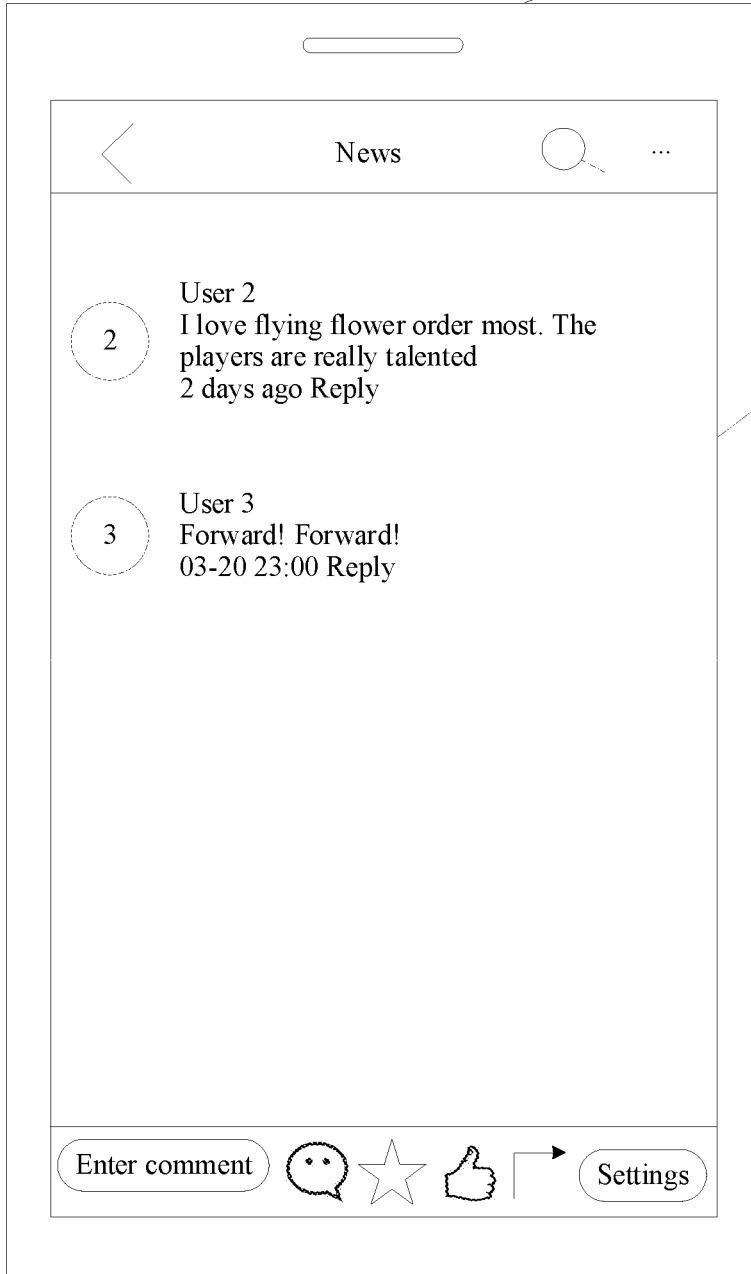 News ...
2
User 2
I love flying flower order most. The
players are really talented
2 days ago Reply
3
User 3
Forward! Forward!
03-20 23:00 Reply
Enter comment
Settings